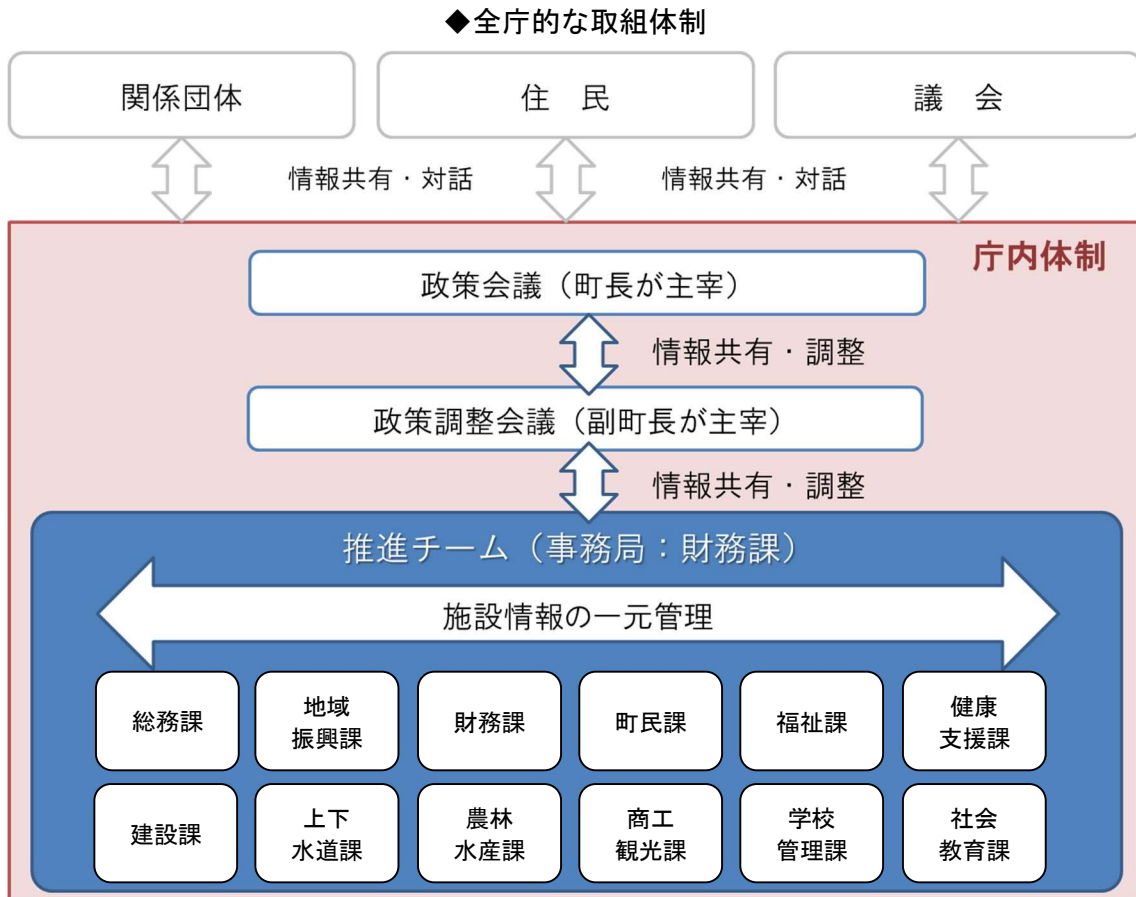 ◆全庁的な取組体制
関係団体
住　民
議　会
情報共有・対話
情報共有・対話
庁内体制
政策会議（町長が主宰）
情報共有・調整
政策調整会議（副町長が主宰）
情報共有・調整
推進チーム（事務局：財務課）
施設情報の一元管理
総務課
地域
振興課
財務課
町民課
福祉課
健康
支援課
建設課
上下
水道課
農林
水産課
商工
観光課
学校
管理課
社会
教育課